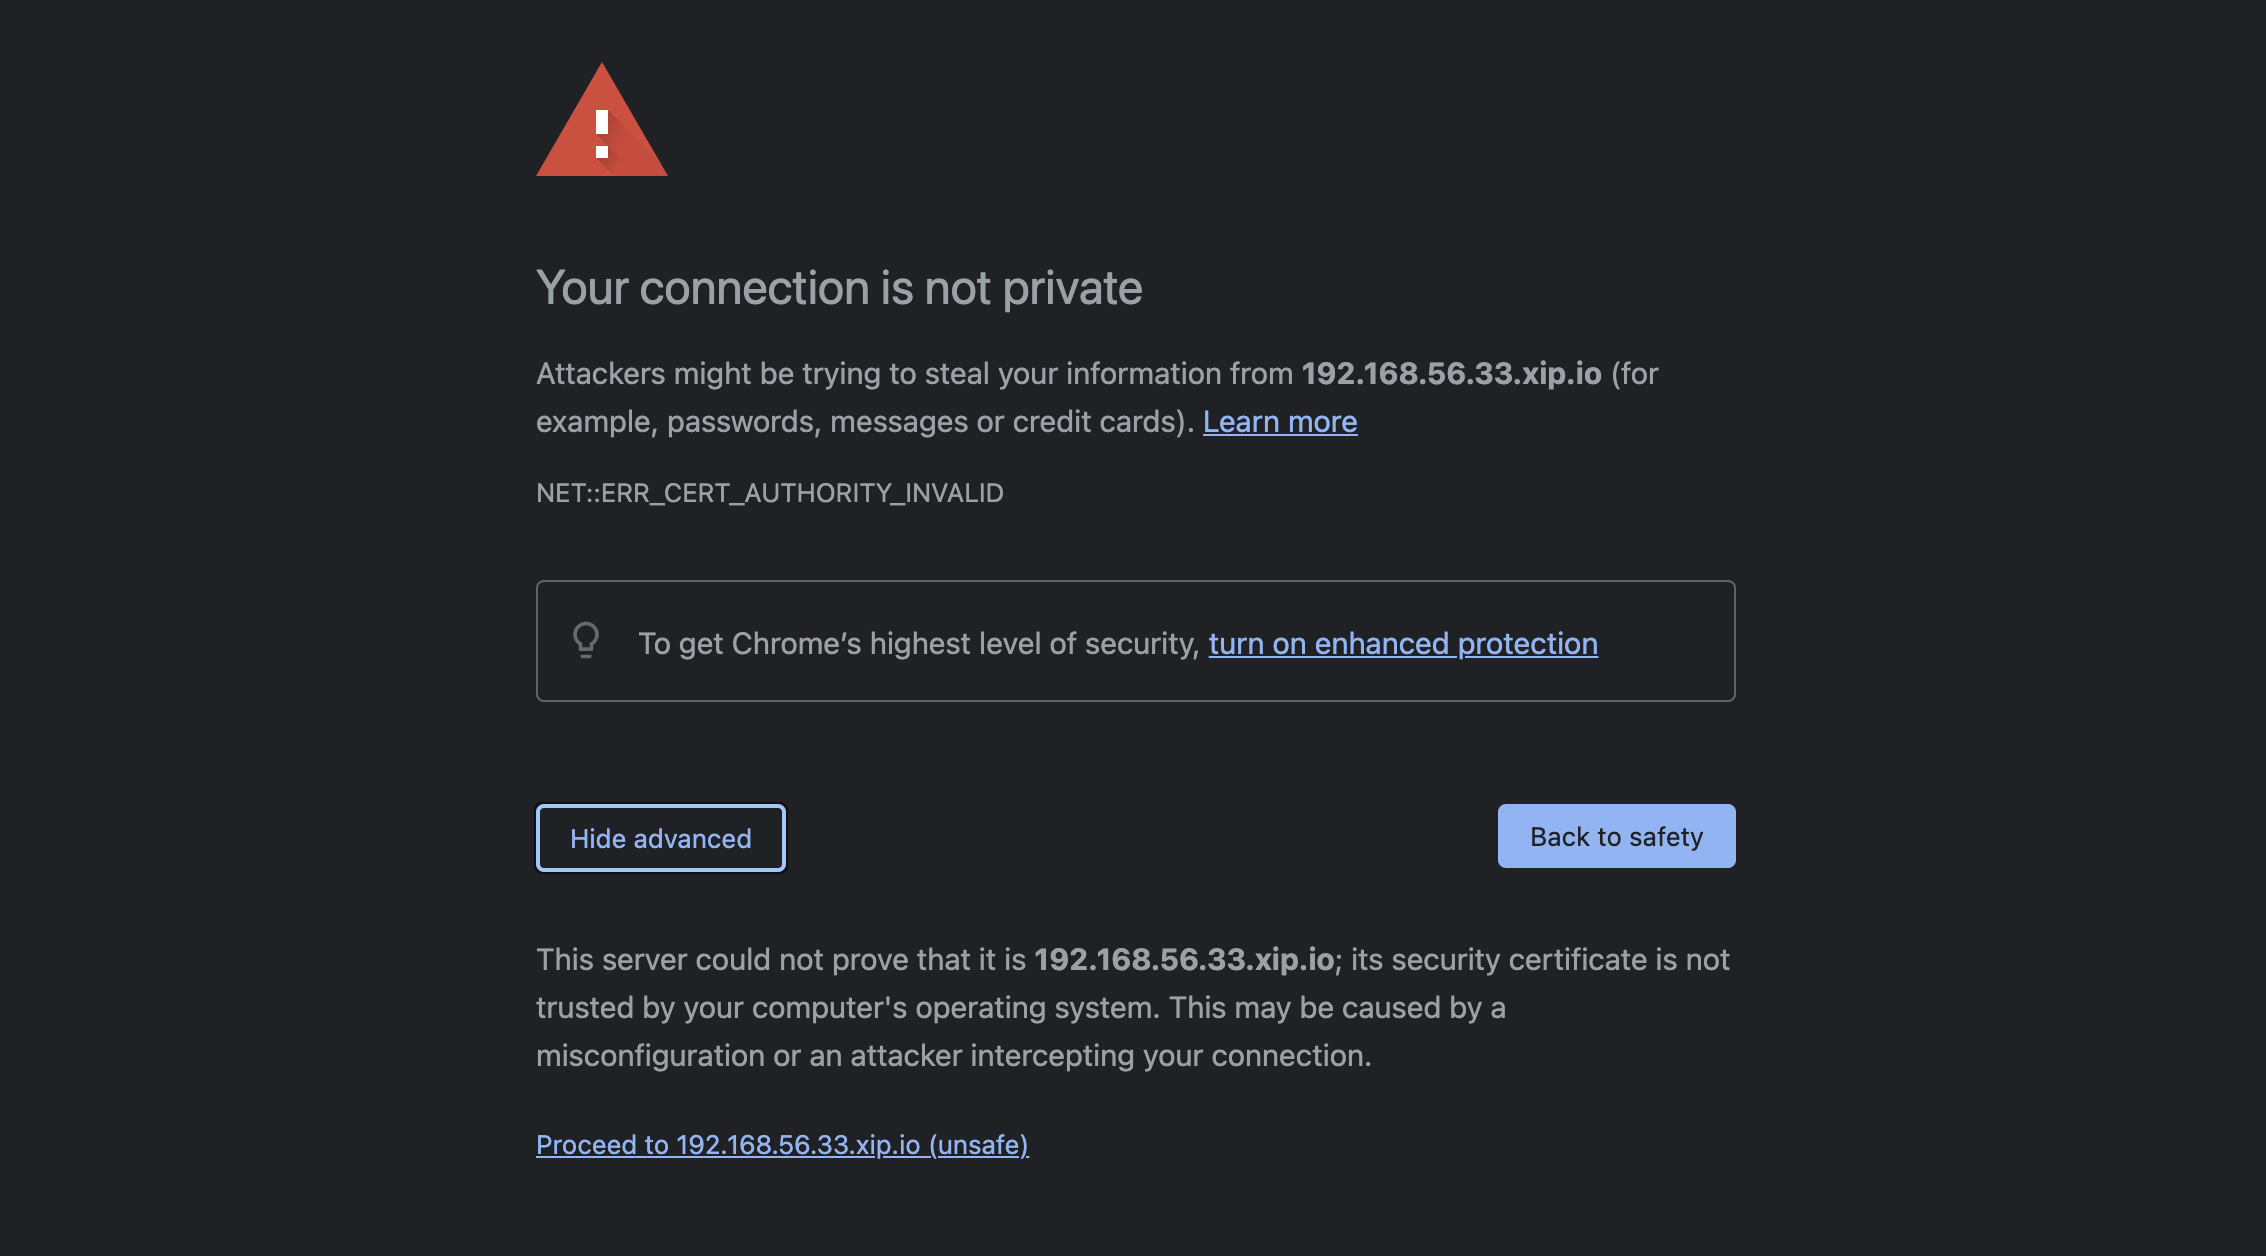 Your connection is not private
Attackers might be trying to steal your information from 192.168.56.33.xip.io (for
example, passwords, messages or credit cards). Learn more
NET::ERR_CERT_AUTHORITY_INVALID
To get Chrome’s highest level of security, turn on enhanced protection
Hide advanced
Back to safety
This server could not prove that it is 192.168.56.33.xip.io; its security certificate is not
trusted by your computer's operating system. This may be caused by a
misconfiguration or an attacker intercepting your connection.
Proceed to 192.168.56.33.xip.io (unsafe)